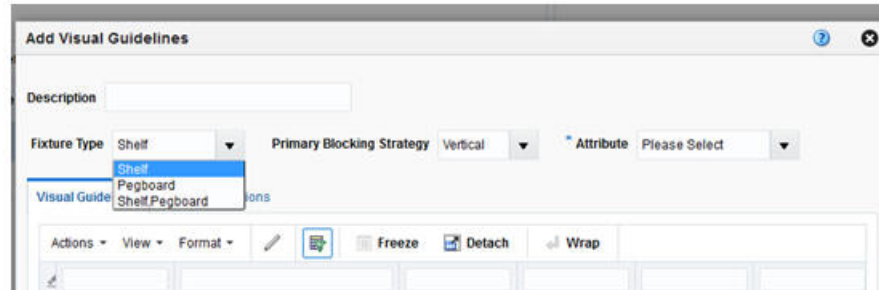 Add Visual Guidelines
Description
Fixture Type Shelf Primary Blocking Strategy Vertical * Attribute Please Select
Shelf
Pegboard
Shelf,Pegboard
Visual Guide ions
Actions View Format Freeze Detach Wrap